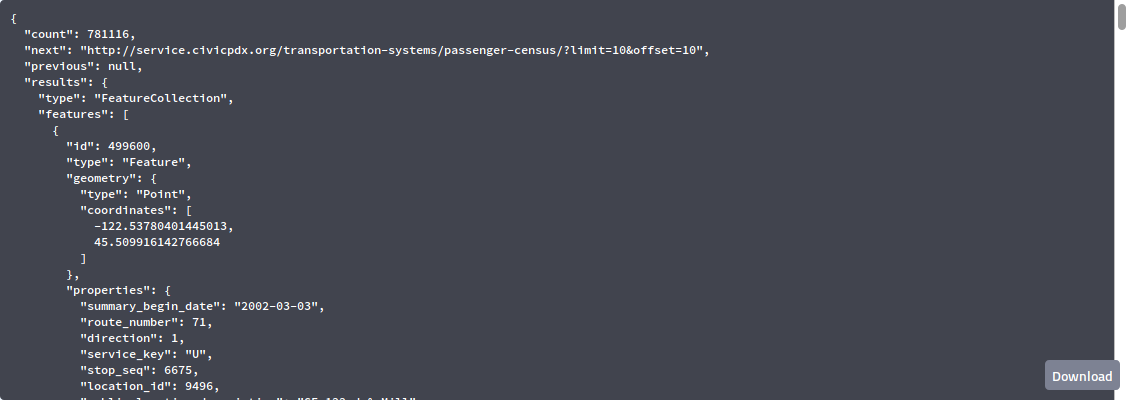 {
"count": 781116,
"next": "http://service.civicpdx.org/transportation-systems/passenger-census/?limit=10&offset=10",
"previous": null,
"results": {
"type": "FeatureCollection",
"features": [
{
"id": 499600,
"type": "Feature",
"geometry": {
"type": "Point",
"coordinates": [
-122.53780401445013,
45.509916142766684
]
},
"properties": {
"summary_begin_date": "2002-03-03",
"route_number": 71,
"direction": 1,
"service_key": "U",
"stop_seq": 6675,
"location_id": 9496,
Download